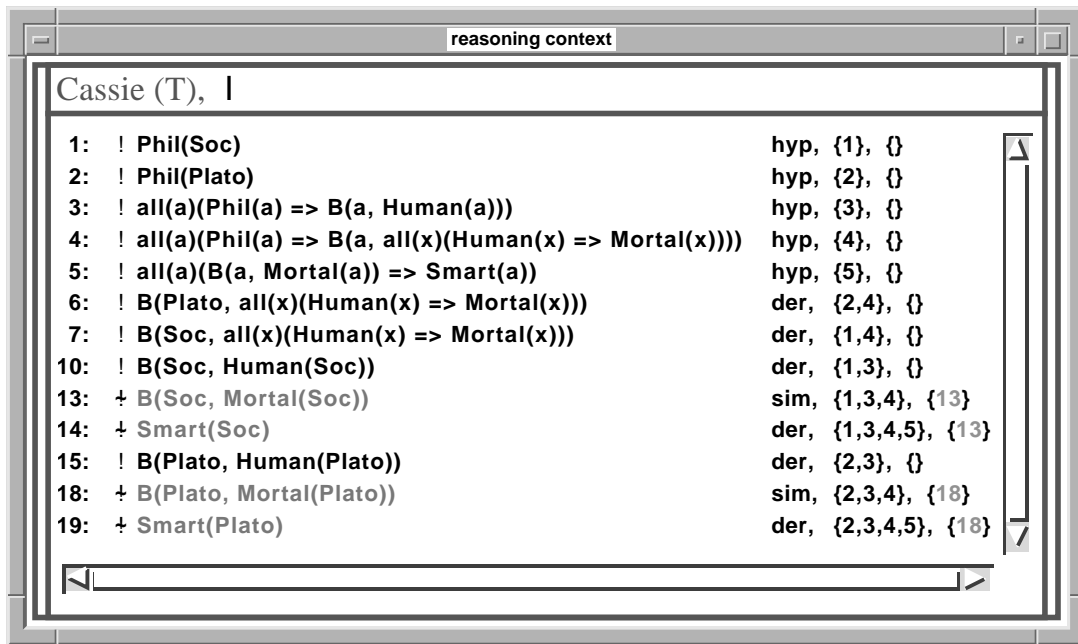 reasoning context
Cassie (T),
1: ! Phil(Soc) hyp, {1}, {}
2: ! Phil(Plato) hyp, {2}, {}
3: ! all(a)(Phil(a) => B(a, Human(a))) hyp, {3}, {}
4: ! all(a)(Phil(a) => B(a, all(x)(Human(x) => Mortal(x)))) hyp, {4}, {}
5: ! all(a)(B(a, Mortal(a)) => Smart(a)) hyp, {5}, {}
6: ! B(Plato, all(x)(Human(x) => Mortal(x))) der, {2,4}, {}
7: ! B(Soc, all(x)(Human(x) => Mortal(x))) der, {1,4}, {}
10: ! B(Soc, Human(Soc)) der, {1,3}, {}
13: ! B(Soc, Mortal(Soc)) sim, {1,3,4}, {13}
14: ! Smart(Soc) der, {1,3,4,5}, {13}
15: ! B(Plato, Human(Plato)) der, {2,3}, {}
18: ! B(Plato, Mortal(Plato)) sim, {2,3,4}, {18}
19: ! Smart(Plato) der, {2,3,4,5}, {18}